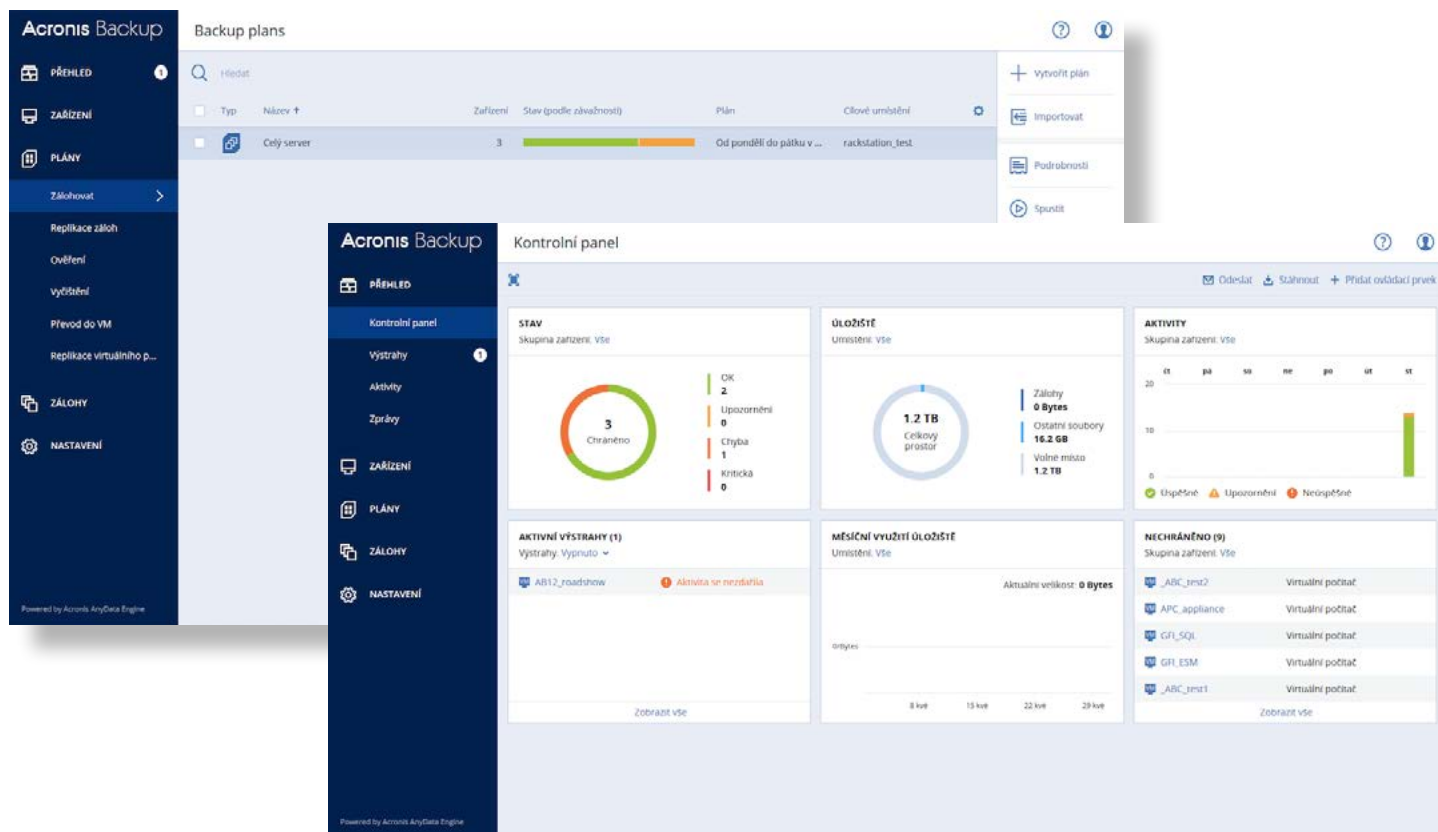 Acronis Backup
Backup plans
PŘEHLED 1
ZAŘÍZENÍ
PLÁNY
Zálohovat
Replikace záloh
Ověření
Vyčištění
Převod do VM
Replikace virtuálního p...
ZÁLOHY
NASTAVENÍ
Powered by Acronis AnyData Engine
Hledat
Typ Název ↑ Zařízení Stav (podle závažnosti) Plán Cílové umístění
Celý server 3 Od pondělí do pátku v ... rackstation_test
Vytvořit plán
Importovat
Podrobnosti
Spustit
Acronis Backup
Kontrolní panel
PŘEHLED
Kontrolní panel
Výstrahy 1
Aktivity
Zprávy
ZAŘÍZENÍ
PLÁNY
ZÁLOHY
NASTAVENÍ
Powered by Acronis AnyData Engine
Odeslat Stáhnout + Přidat ovládací prvek
STAV
Skupina zařízení: Vše
3
Chráněno
OK
2
Upozornění
0
Chyba
1
Kritická
0
ÚLOŽIŠTĚ
Umístění: Vše
1.2 TB
Celkový
prostor
Zálohy
0 Bytes
Ostatní soubory
16.2 GB
Volné místo
1.2 TB
AKTIVITY
Skupina zařízení: Vše
čt pá so ne po út st
20
10
0
Úspěšné Upozornění Neúspěšné
AKTIVNÍ VÝSTRAHY (1)
Výstrahy: Vypnuto
AB12_roadshow Aktivita se nezdařila
Zobrazit vše
MĚSÍČNÍ VYUŽITÍ ÚLOŽIŠTĚ
Umístění: Vše
Aktuální velikost: 0 Bytes
0Bytes
8 kvě 15 kvě 22 kvě 29 kvě
NECHRÁNĚNO (9)
Skupina zařízení: Vše
_ABC_test2 Virtuální počítač
APC_appliance Virtuální počítač
GFI_SQL Virtuální počítač
GFI_ESM Virtuální počítač
_ABC_test1 Virtuální počítač
Zobrazit vše